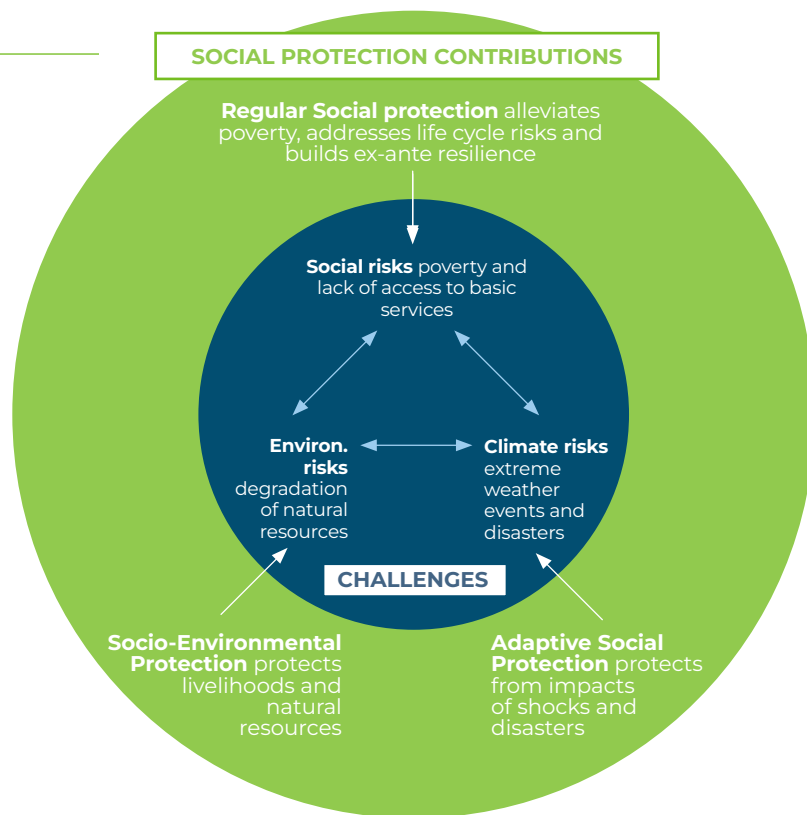 SOCIAL PROTECTION CONTRIBUTIONS
Regular Social protection alleviates
poverty, addresses life cycle risks and
builds ex-ante resilience
Social risks poverty and
lack of access to basic
services
Environ.
risks
degradation
of natural
resources
Climate risks
extreme
weather
events and
disasters
CHALLENGES
Socio-Environmental
Protection protects
livelihoods and
natural
resources
Adaptive Social
Protection protects
from impacts
of shocks and
disasters